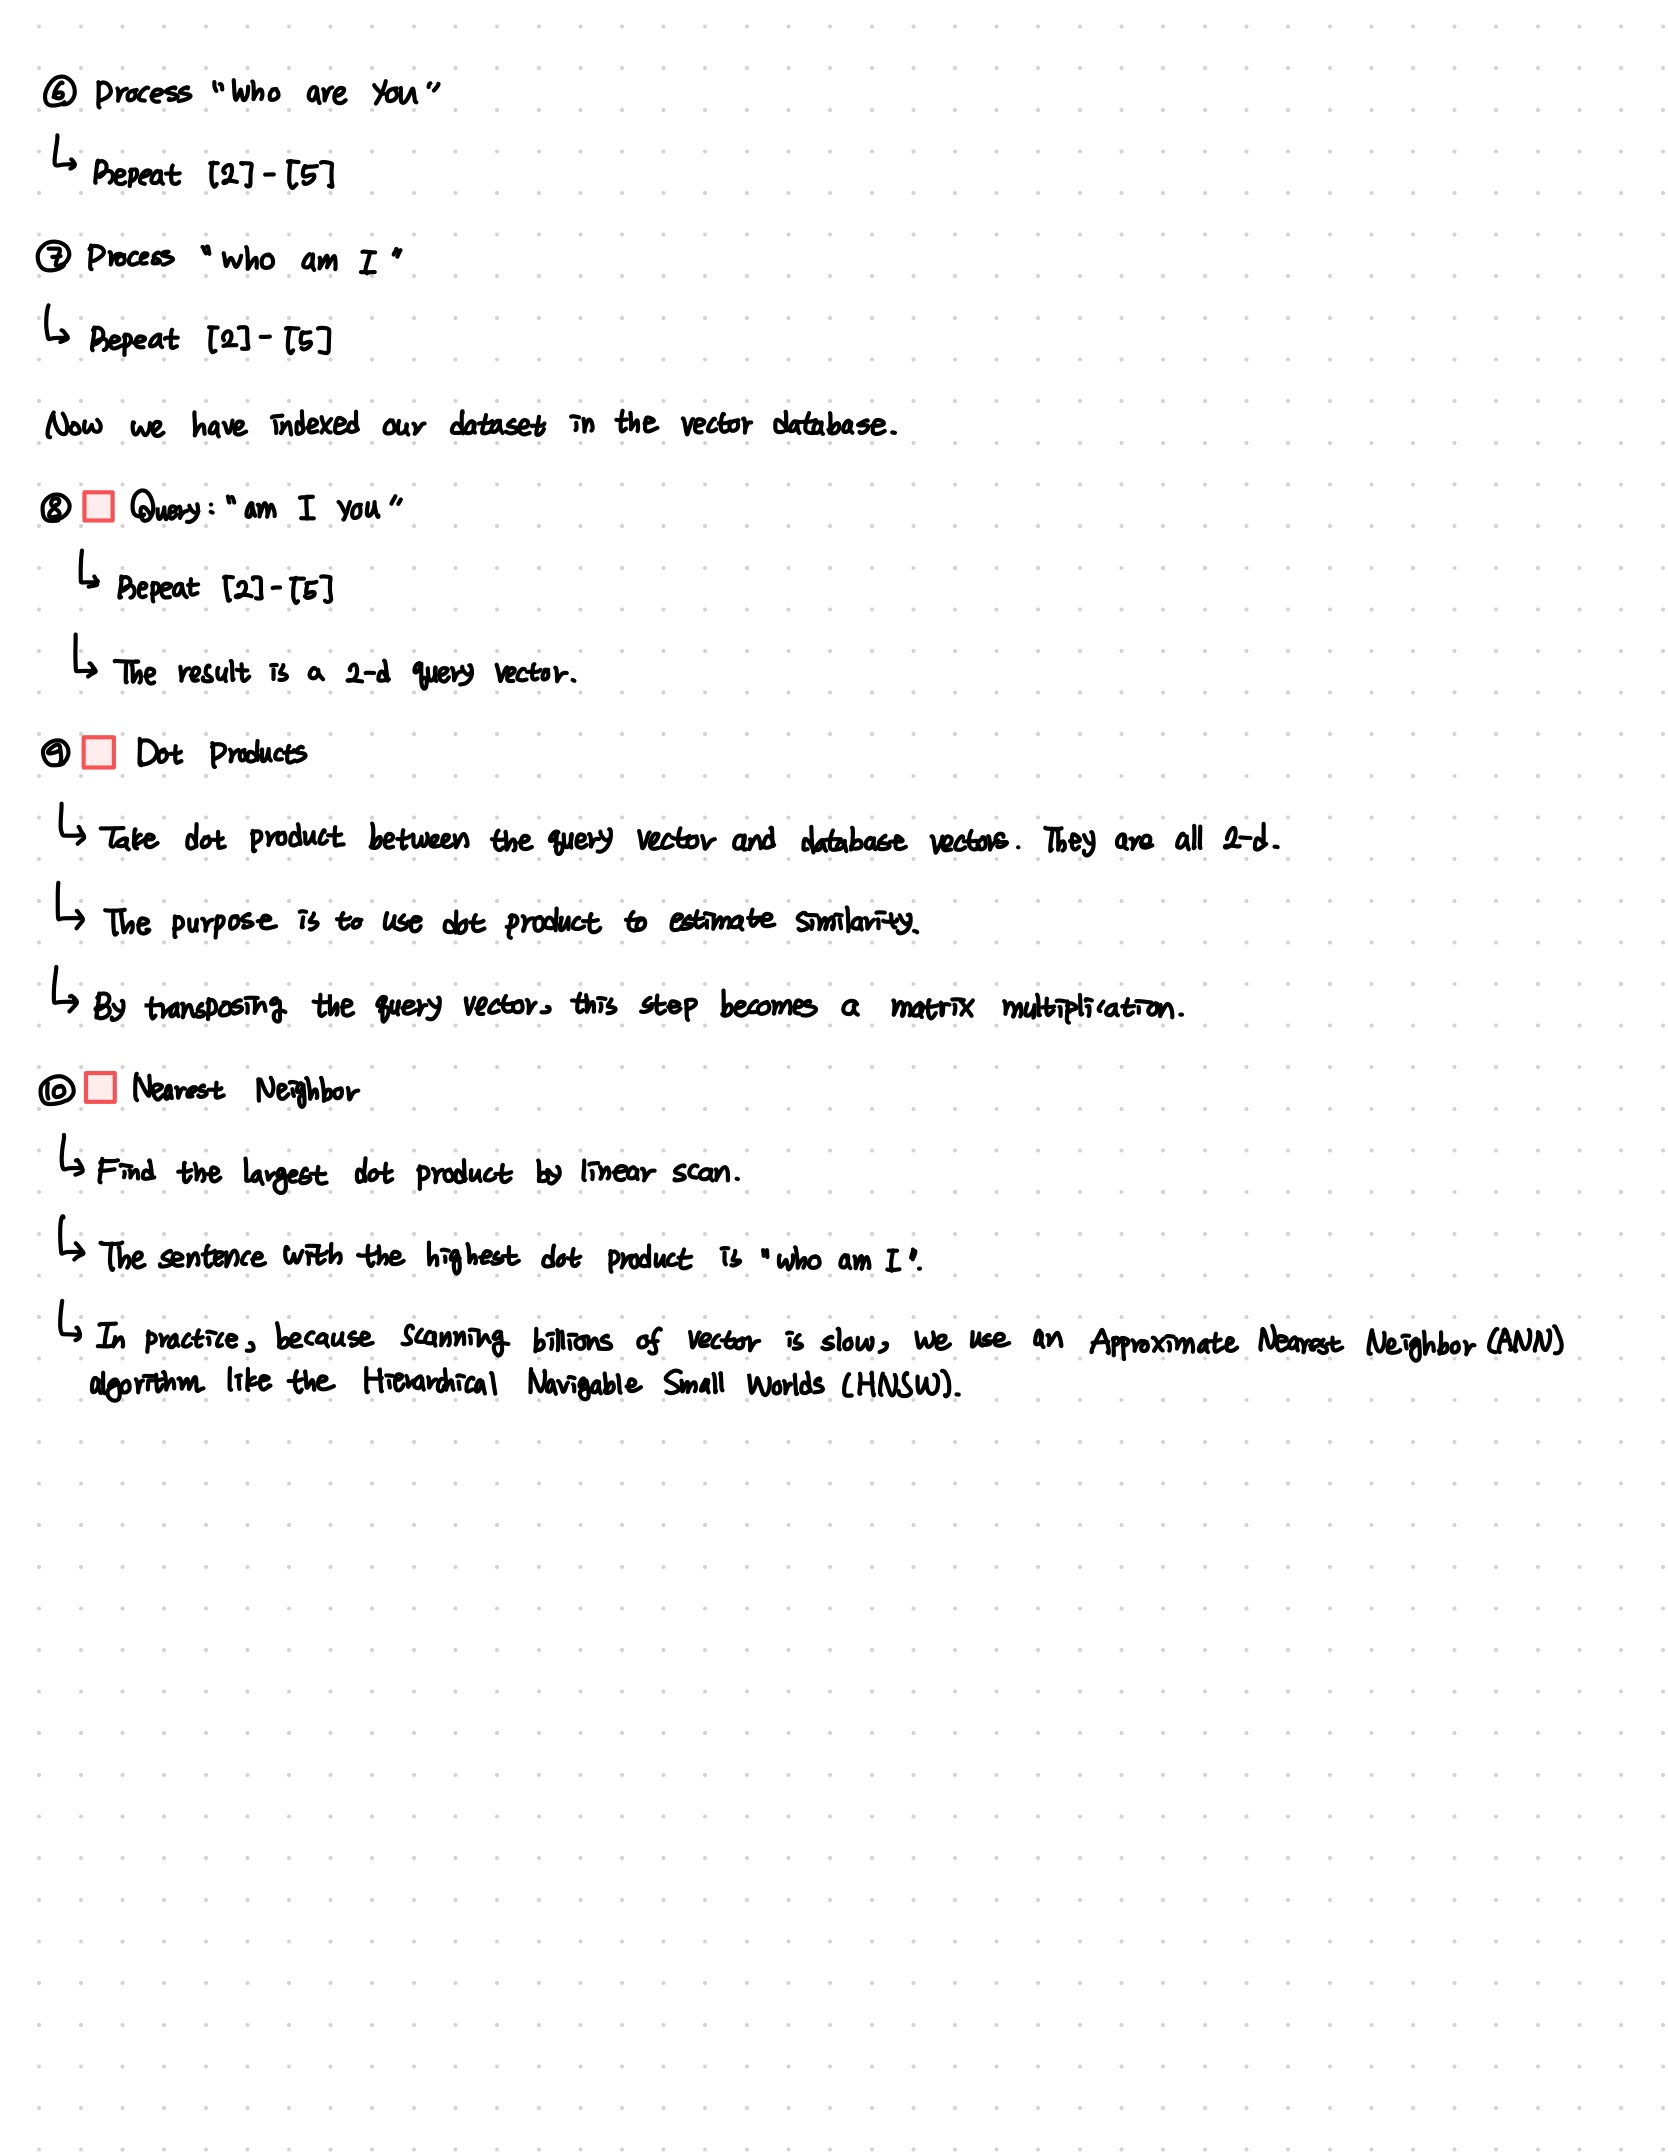 ⑥ Process "Who are You"
↳ Repeat [2]-[5]
⑦ Process "who am I"
↳ Repeat [2]-[5]
Now we have indexed our dataset in the vector database.
⑧ Query: "am I you"
↳ Repeat [2]-[5]
↳ The result is a 2-d query vector.
⑨ Dot Products
↳ Take dot product between the query vector and database vectors. They are all 2-d.
↳ The purpose is to use dot product to estimate similarity.
↳ By transposing the query vector, this step becomes a matrix multiplication.
⑩ Nearest Neighbor
↳ Find the largest dot product by linear scan.
↳ The sentence with the highest dot product is "who am I".
↳ In practice, because scanning billions of vector is slow, we use an Approximate Nearest Neighbor (ANN)
algorithm like the Hierarchical Navigable Small Worlds (HNSW).